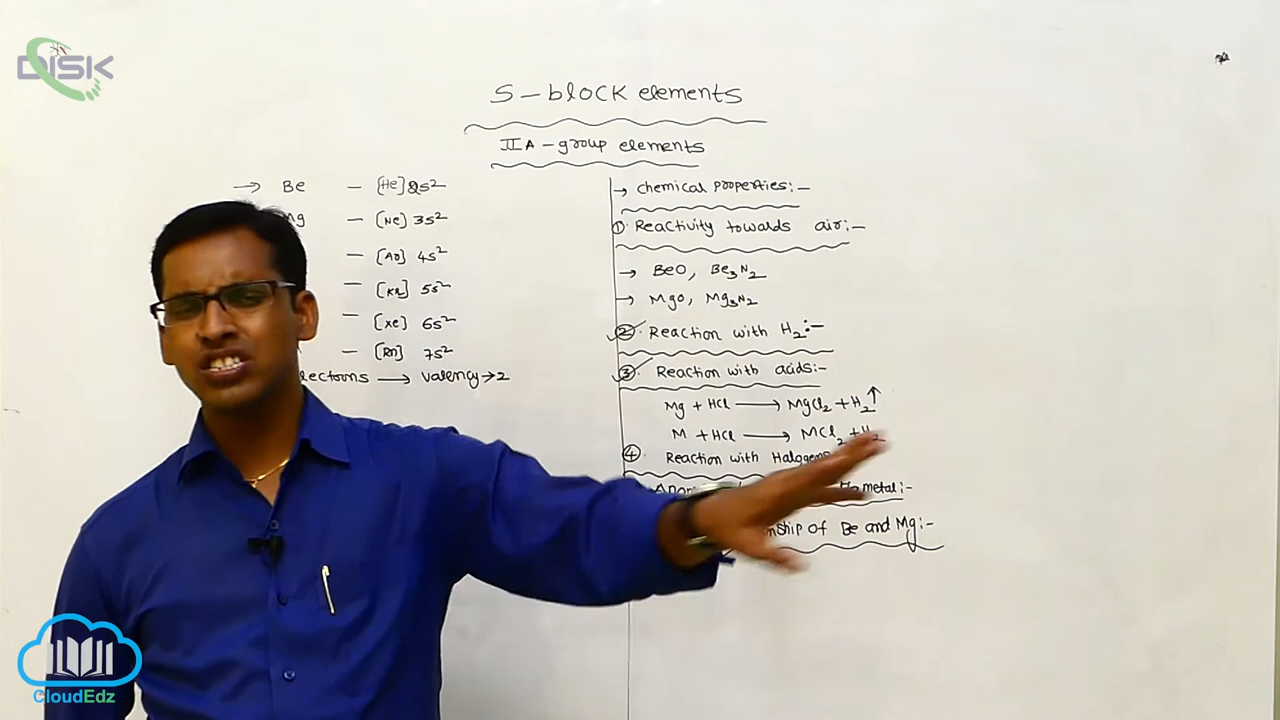 DISK
S-block elements
IIA-group elements
→ Be - [He] 2s²
Mg - [Ne] 3s²
- [Ar] 4s²
- [Kr] 5s²
- [Xe] 6s²
- [Rn] 7s²
→ valency → 2
→ chemical properties:-
① Reactivity towards air:-
→ BeO, Be₃N₂
→ MgO, Mg₃N₂
②. Reaction with H₂:-
③. Reaction with acids:-
Mg + HCl → MgCl₂ + H₂↑
M + HCl → MCl₂ + H₂
④. Reaction with Halogens
metal:-
of Be and Mg:-
CloudEdz